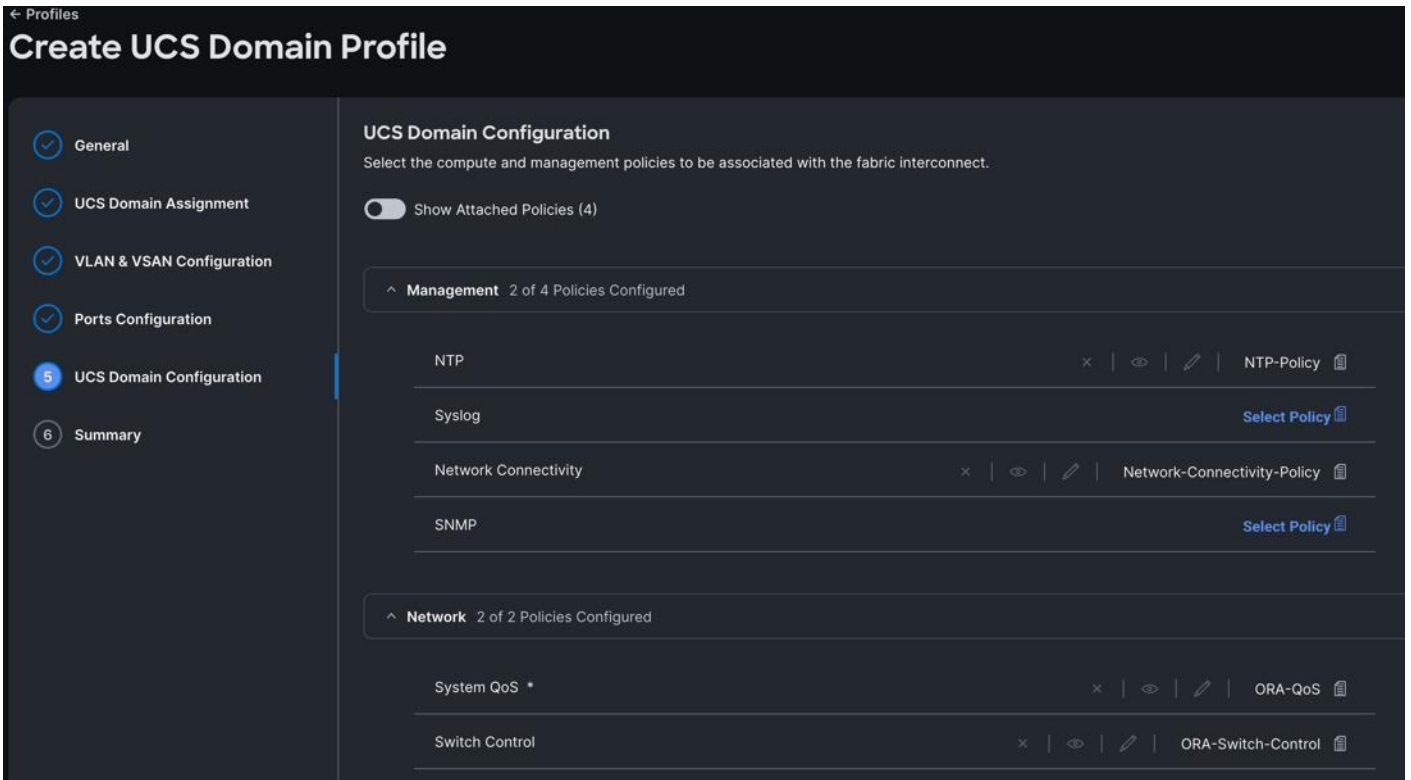 ← Profiles
Create UCS Domain Profile
General
UCS Domain Assignment
VLAN & VSAN Configuration
Ports Configuration
5 UCS Domain Configuration
6 Summary
UCS Domain Configuration
Select the compute and management policies to be associated with the fabric interconnect.
Show Attached Policies (4)
Management 2 of 4 Policies Configured
NTP NTP-Policy
Syslog Select Policy
Network Connectivity Network-Connectivity-Policy
SNMP Select Policy
Network 2 of 2 Policies Configured
System QoS * ORA-QoS
Switch Control ORA-Switch-Control